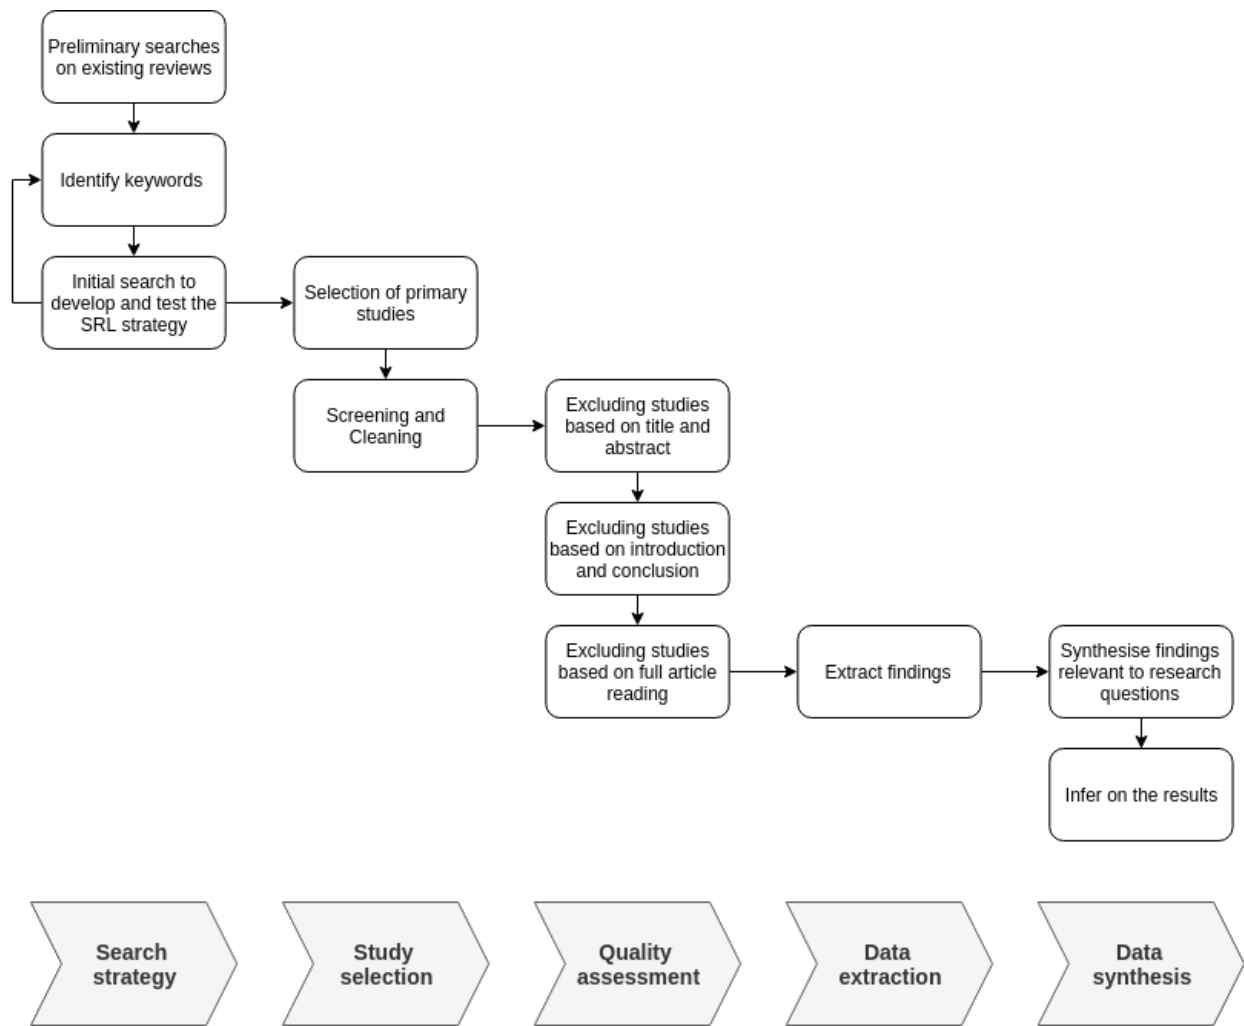 Preliminary searches
on existing reviews
Identify keywords
Initial search to
develop and test the
SRL strategy
Selection of primary
studies
Screening and
Cleaning
Excluding studies
based on title and
abstract
Excluding studies
based on introduction
and conclusion
Excluding studies
based on full article
reading
Extract findings
Synthesise findings
relevant to research
questions
Infer on the results
Search
strategy
Study
selection
Quality
assessment
Data
extraction
Data
synthesis